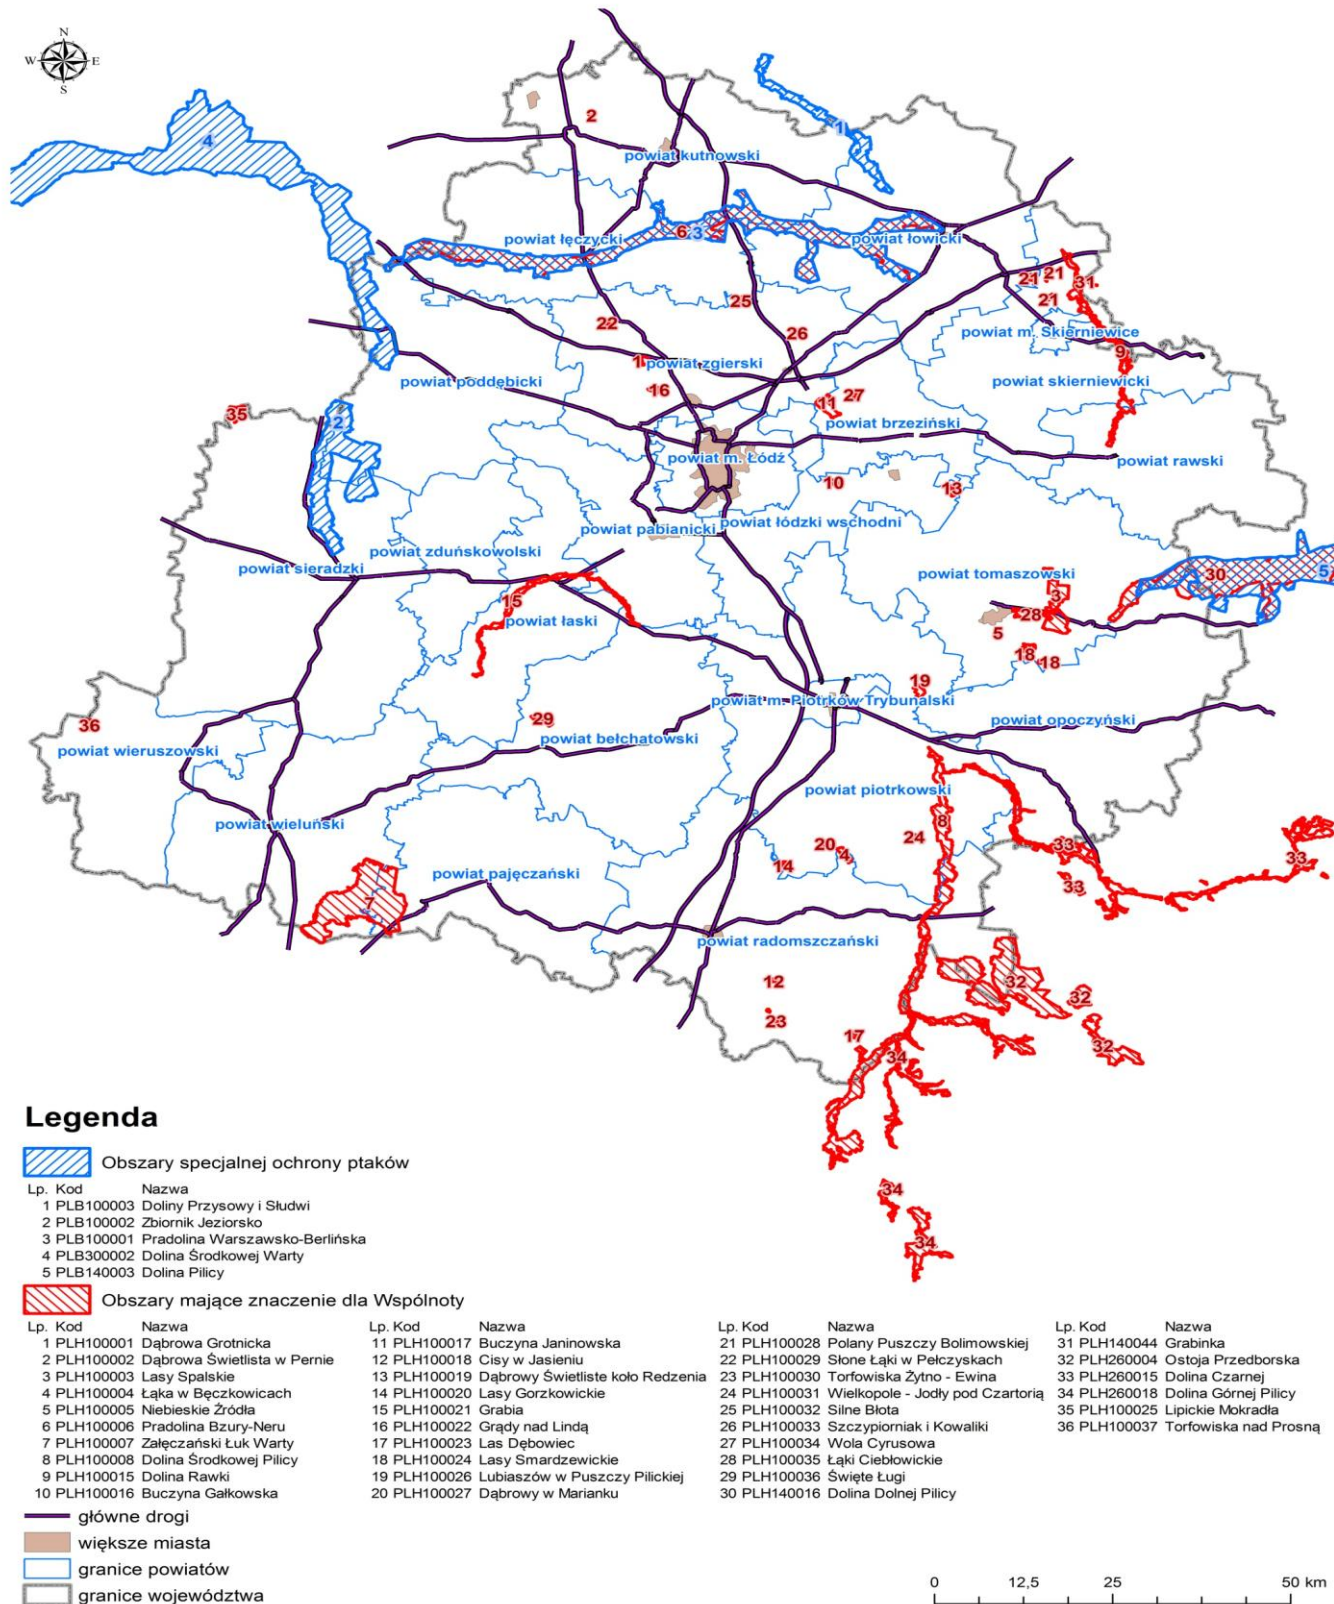 N
W E
S
2
1
4
powiat kutnowski
powiat łęczycki
6 3
powiat łowicki
21 21 31
21
25
22
26
powiat m. Skierniewice
1 powiat zgierski
9
powiat poddębicki
16
powiat skierniewicki
27
11
35
2
powiat brzeziński
powiat m. Łódź
powiat rawski
10
13
powiat pabianicki
powiat łódzki wschodni
powiat zduńskowolski
powiat sieradzki
powiat tomaszowski
30
5
3
15
28
powiat łaski
5
18
18
19
powiat m. Piotrków Trybunalski
29
36
powiat opoczyński
powiat bełchatowski
powiat wieruszowski
powiat piotrkowski
powiat wieluński
8
24
20
4
33
33
14
33
powiat pajęczański
7
powiat radomszczański
12
32
32
23
17
32
34
34
34
Legenda
Obszary specjalnej ochrony ptaków
Lp. Kod Nazwa
1 PLB100003 Doliny Przysowy i Słudwi
2 PLB100002 Zbiornik Jeziorsko
3 PLB100001 Pradolina Warszawsko-Berlińska
4 PLB300002 Dolina Środkowej Warty
5 PLB140003 Dolina Pilicy
Obszary mające znaczenie dla Wspólnoty
Lp. Kod Nazwa
1 PLH100001 Dąbrowa Grotnicka
2 PLH100002 Dąbrowa Świetlista w Pernie
3 PLH100003 Lasy Spalskie
4 PLH100004 Łąka w Bęczkowicach
5 PLH100005 Niebieskie Źródła
6 PLH100006 Pradolina Bzury-Neru
7 PLH100007 Załęczański Łuk Warty
8 PLH100008 Dolina Środkowej Pilicy
9 PLH100015 Dolina Rawki
10 PLH100016 Buczyna Gałkowska
Lp. Kod Nazwa
11 PLH100017 Buczyna Janinowska
12 PLH100018 Cisy w Jasieniu
13 PLH100019 Dąbrowy Świetliste koło Redzenia
14 PLH100020 Lasy Gorzkowickie
15 PLH100021 Grabia
16 PLH100022 Grądy nad Lindą
17 PLH100023 Las Dębowiec
18 PLH100024 Lasy Smardzewickie
19 PLH100026 Lubiaszów w Puszczy Pilickiej
20 PLH100027 Dąbrowy w Marianku
Lp. Kod Nazwa
21 PLH100028 Polany Puszczy Bolimowskiej
22 PLH100029 Słone Łąki w Pełczyskach
23 PLH100030 Torfowiska Żytno - Ewina
24 PLH100031 Wielkopole - Jodły pod Czartorią
25 PLH100032 Silne Błota
26 PLH100033 Szczypiorniak i Kowaliki
27 PLH100034 Wola Cyrusowa
28 PLH100035 Łąki Ciebłowickie
29 PLH100036 Święte Ługi
30 PLH140016 Dolina Dolnej Pilicy
Lp. Kod Nazwa
31 PLH140044 Grabinka
32 PLH260004 Ostoja Przedborska
33 PLH260015 Dolina Czarnej
34 PLH260018 Dolina Górnej Pilicy
35 PLH100025 Lipickie Mokradła
36 PLH100037 Torfowiska nad Prosną
główne drogi
większe miasta
granice powiatów
granice województwa
0 12,5 25 50 km